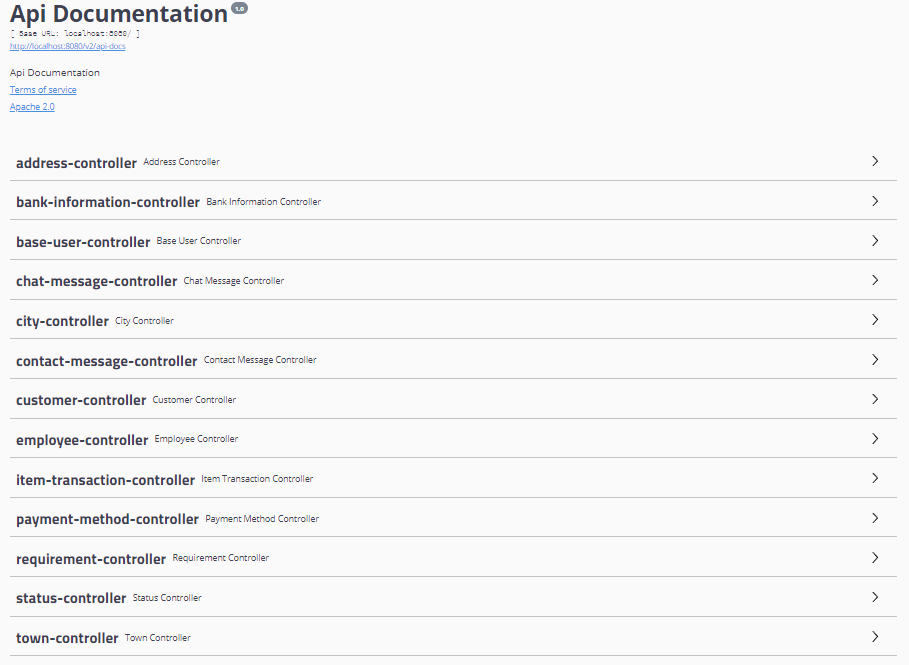 Api Documentation 1.0
[ Base URL: localhost:8080/ ]
http://localhost:8080/v2/api-docs
Api Documentation
Terms of service
Apache 2.0
address-controller Address Controller
bank-information-controller Bank Information Controller
base-user-controller Base User Controller
chat-message-controller Chat Message Controller
city-controller City Controller
contact-message-controller Contact Message Controller
customer-controller Customer Controller
employee-controller Employee Controller
item-transaction-controller Item Transaction Controller
payment-method-controller Payment Method Controller
requirement-controller Requirement Controller
status-controller Status Controller
town-controller Town Controller